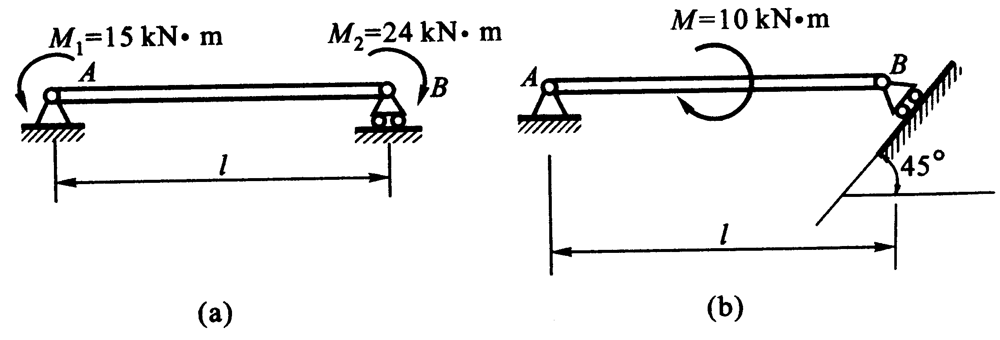 M₁=15 kN·m
M₂=24 kN·m
A
B
l
(a)
M=10 kN·m
A
B
45°
l
(b)